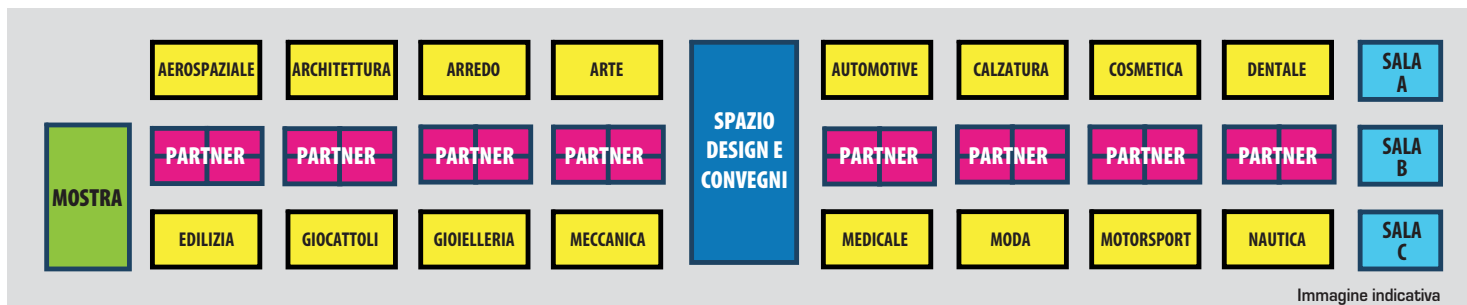 AEROSPAZIALE
ARCHITETTURA
ARREDO
ARTE
AUTOMOTIVE
CALZATURA
COSMETICA
DENTALE
SALA
A
MOSTRA
PARTNER
PARTNER
PARTNER
PARTNER
SPAZIO
DESIGN E
CONVEGNI
PARTNER
PARTNER
PARTNER
PARTNER
SALA
B
EDILIZIA
GIOCATTOLI
GIOIELLERIA
MECCANICA
MEDICALE
MODA
MOTORSPORT
NAUTICA
SALA
C
Immagine indicativa